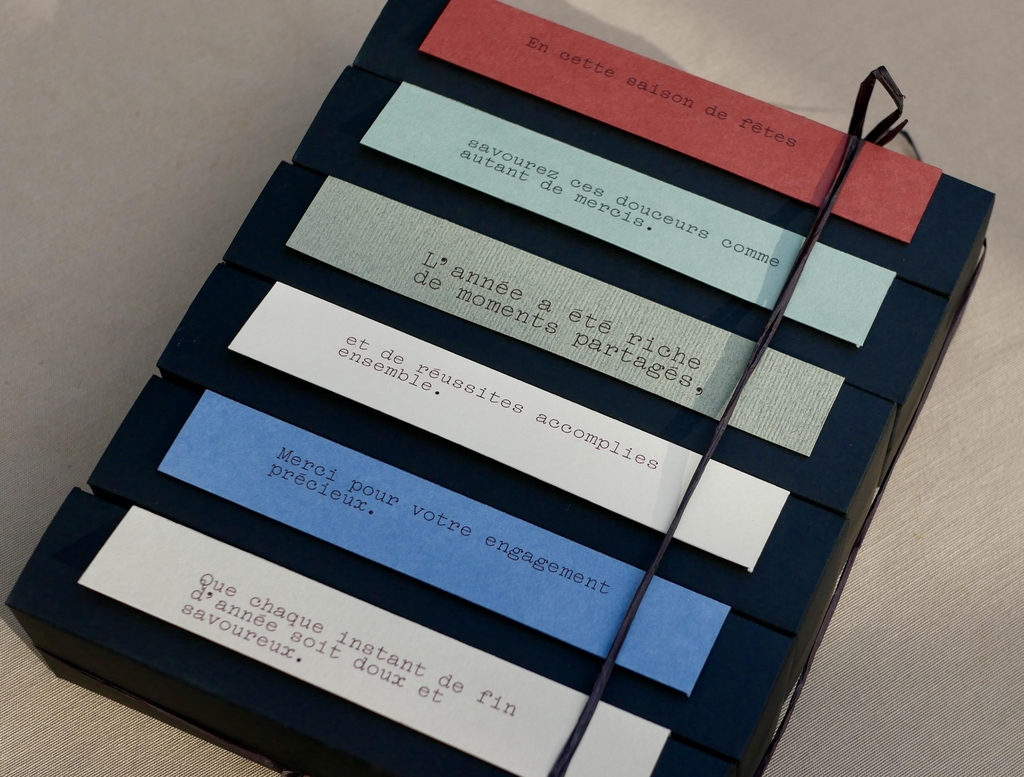 En cette saison de fêtes
savourez ces douceurs comme
autant de mercis.
L'année a été riche
de moments partagés,
et de réussites accomplies
ensemble.
Merci pour votre engagement
précieux.
Que chaque instant de fin
d'année soit doux et
savoureux.